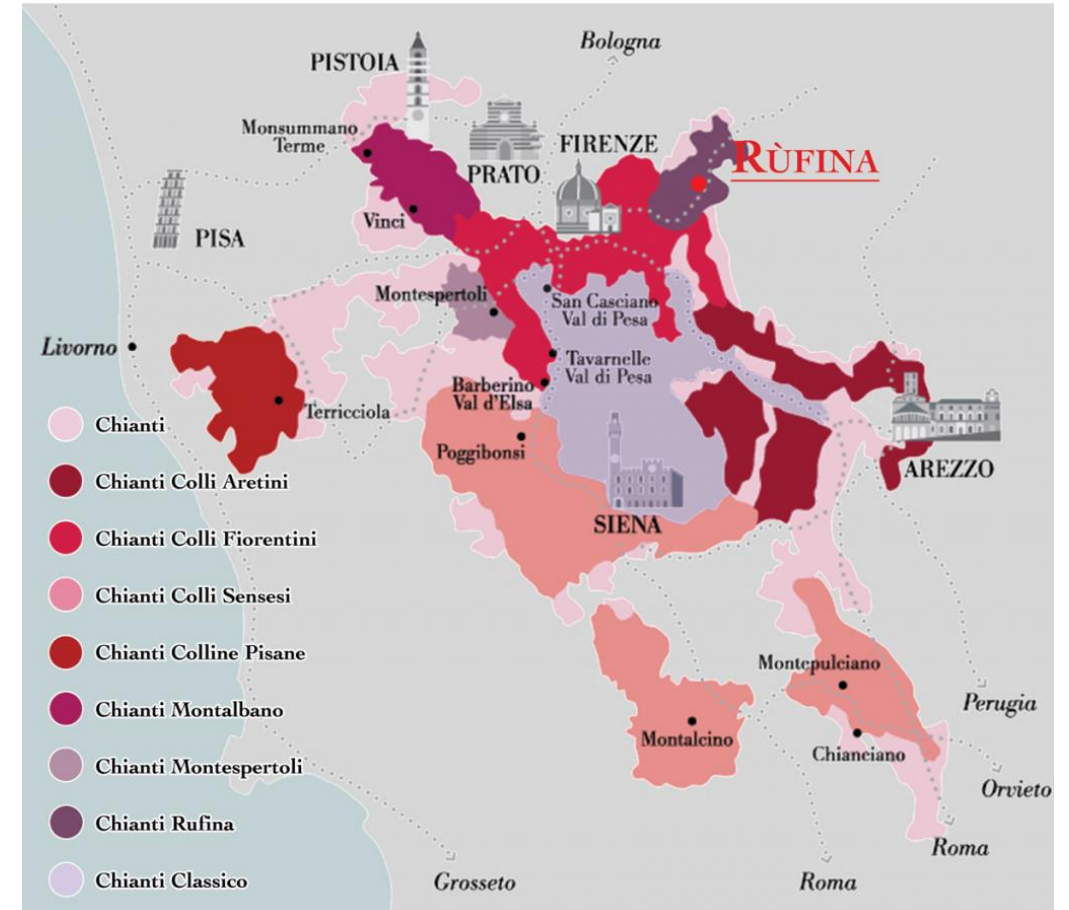 Bologna
PISTOIA
Monsummano
Terme
PRATO
FIRENZE
RÙFINA
Vinci
PISA
Montespertoli
San Casciano
Val di Pesa
Livorno
Tavarnelle
Val di Pesa
Barberino
Val d'Elsa
Terricciola
Poggibonsi
AREZZO
SIENA
Chianti
Chianti Colli Aretini
Chianti Colli Fiorentini
Chianti Colli Sensesi
Chianti Colline Pisane
Chianti Montalbano
Chianti Montespertoli
Chianti Rufina
Chianti Classico
Montepulciano
Montalcino
Chianciano
Perugia
Orvieto
Roma
Grosseto
Roma